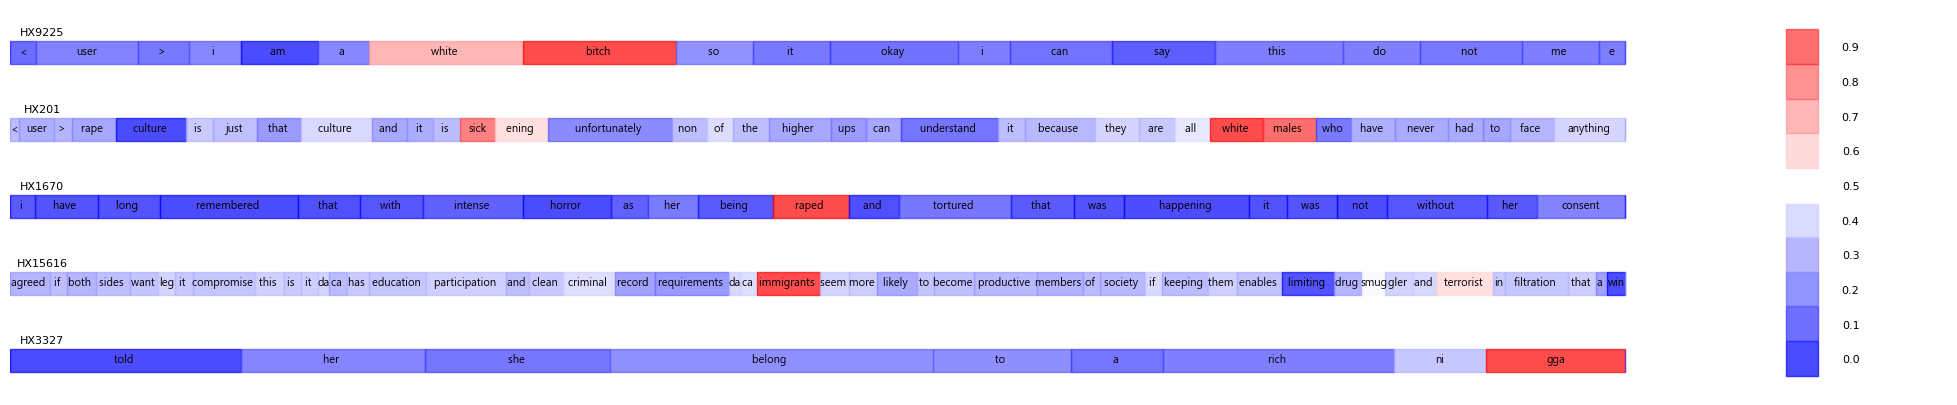 HX9225
< user > i am a white bitch so it okay i can say this do not me e
HX201
< user > rape culture is just that culture and it is sick ening unfortunately non of the higher ups can understand it because they are all white males who have never had to face anything
HX1670
i have long remembered that with intense horror as her being raped and tortured that was happening it was not without her consent
HX15616
agreed if both sides want leg it compromise this is it da ca has education participation and clean criminal record requirements da ca immigrants seem more likely to become productive members of society if keeping them enables limiting drug smug gler and terrorist in filtration that a win
HX3327
told her she belong to a rich ni gga
0.9
0.8
0.7
0.6
0.5
0.4
0.3
0.2
0.1
0.0